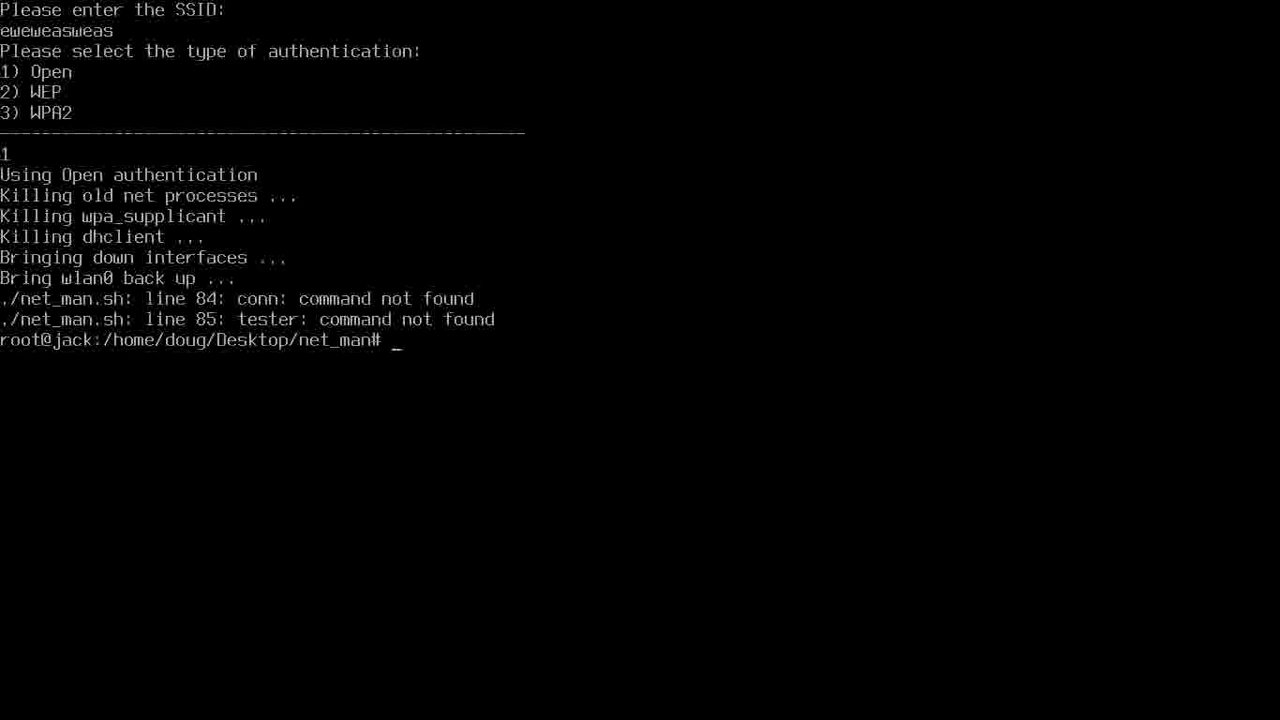 Please enter the SSID:
eweweasweas
Please select the type of authentication:
1) Open
2) WEP
3) WPA2
---------------------------------------------------
1
Using Open authentication
Killing old net processes ...
Killing wpa_supplicant ...
Killing dhclient ...
Bringing down interfaces ...
Bring wlan0 back up ...
./net_man.sh: line 84: conn: command not found
./net_man.sh: line 85: tester: command not found
root@jack:/home/doug/Desktop/net_man# _